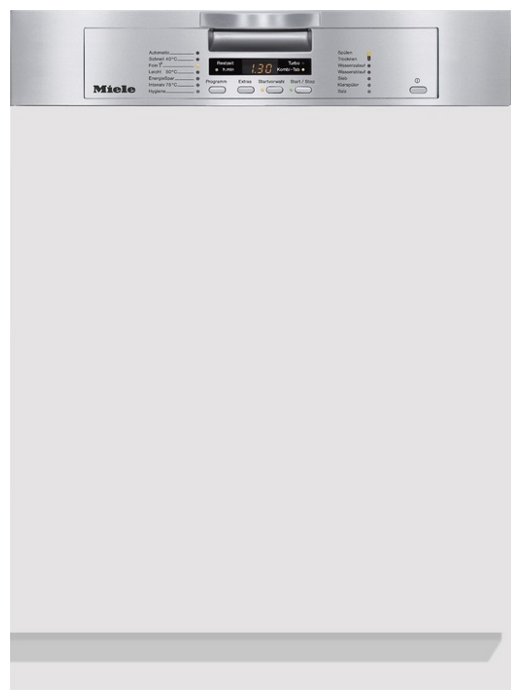 Automatic
Schnell 40°C
Fein
Leicht 50°C
EnergieSpar
Intensiv 75°C
Hygiene
Miele
Restzeit
h.min
1.30
Turbo
Kombi-Tab
Programm Extras Startvorwahl Start / Stop
Spülen
Trocknen
Wasserzulauf
Wasserablauf
Sieb
Klarspüler
Salz